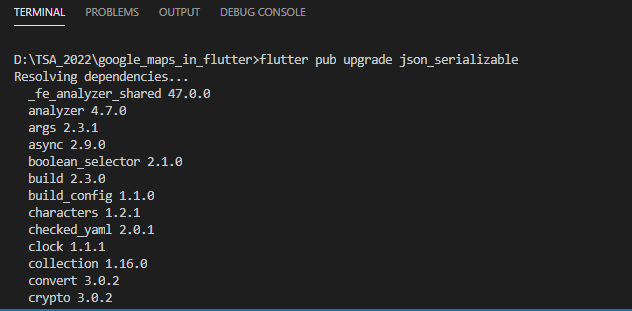 TERMINAL PROBLEMS OUTPUT DEBUG CONSOLE
D:\TSA_2022\google_maps_in_flutter>flutter pub upgrade json_serializable
Resolving dependencies...
_fe_analyzer_shared 47.0.0
analyzer 4.7.0
args 2.3.1
async 2.9.0
boolean_selector 2.1.0
build 2.3.0
build_config 1.1.0
characters 1.2.1
checked_yaml 2.0.1
clock 1.1.1
collection 1.16.0
convert 3.0.2
crypto 3.0.2